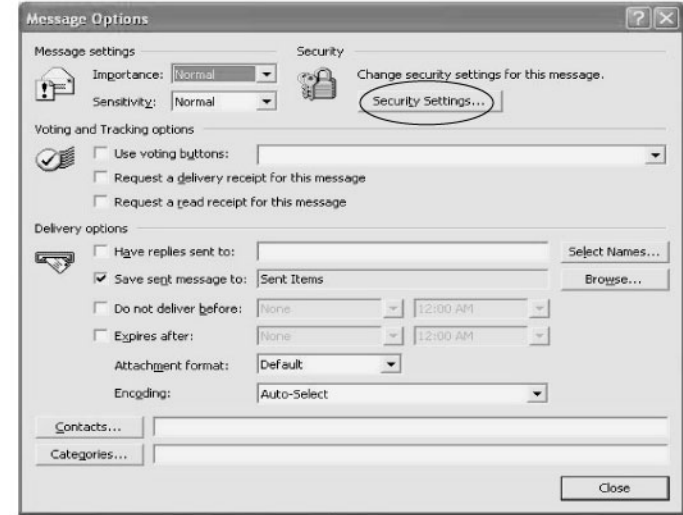 Message Options
Message settings Security
Importance: Normal Change security settings for this message.
Sensitivity: Normal Security Settings...
Voting and Tracking options
Use voting buttons:
Request a delivery receipt for this message
Request a read receipt for this message
Delivery options
Have replies sent to: Select Names...
Save sent message to: Sent Items Browse...
Do not deliver before: None 12:00 AM
Expires after: None 12:00 AM
Attachment format: Default
Encoding: Auto-Select
Contacts...
Categories...
Close